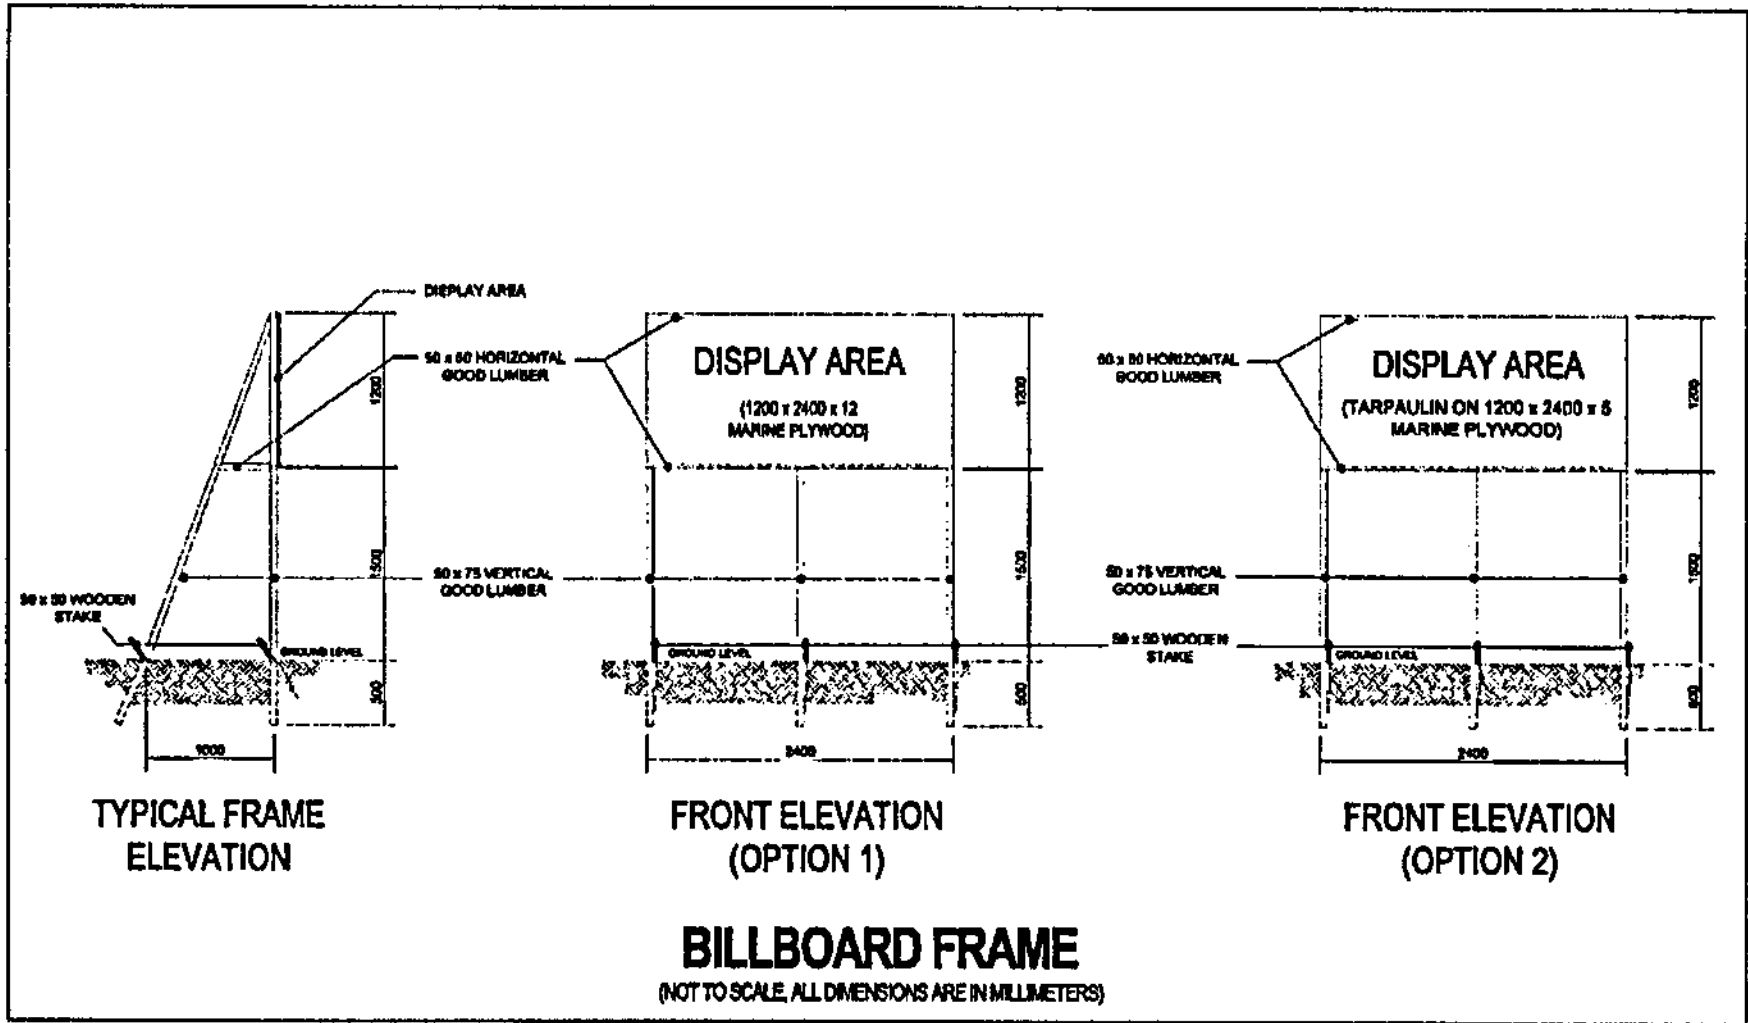 DISPLAY AREA
50 x 50 HORIZONTAL
GOOD LUMBER
1200
1500
500
50 x 75 VERTICAL
GOOD LUMBER
50 x 50 WOODEN
STAKE
GROUND LEVEL
1000
TYPICAL FRAME
ELEVATION
DISPLAY AREA
(1200 x 2400 x 12
MARINE PLYWOOD)
1200
1500
500
GROUND LEVEL
2400
FRONT ELEVATION
(OPTION 1)
50 x 50 HORIZONTAL
GOOD LUMBER
50 x 75 VERTICAL
GOOD LUMBER
50 x 50 WOODEN
STAKE
DISPLAY AREA
(TARPAULIN ON 1200 x 2400 x 5
MARINE PLYWOOD)
1200
1500
GROUND LEVEL
2400
FRONT ELEVATION
(OPTION 2)
BILLBOARD FRAME
(NOT TO SCALE, ALL DIMENSIONS ARE IN MILLIMETERS)